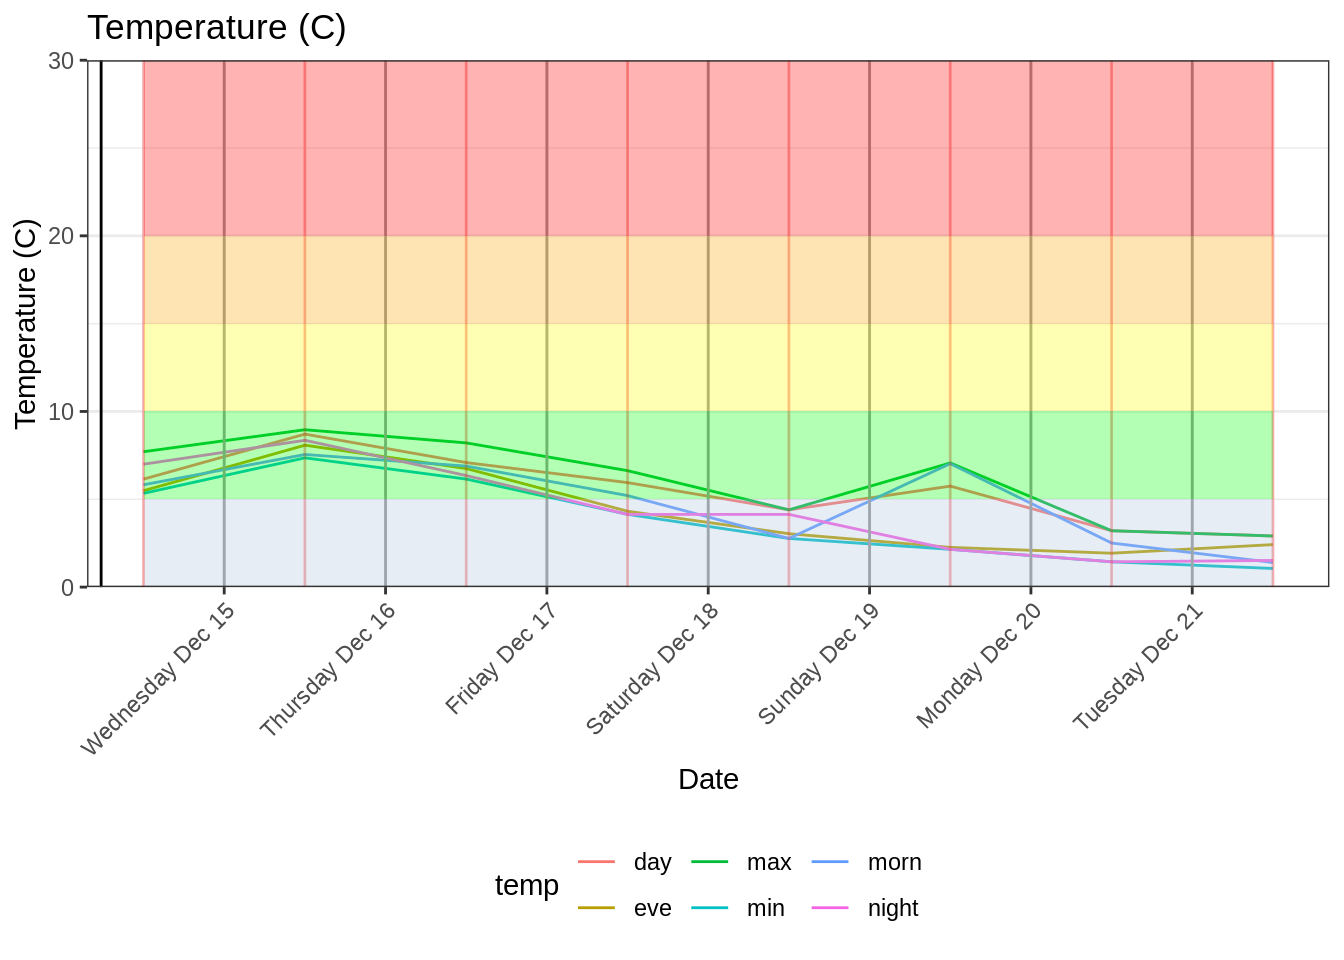 Temperature (C)
Temperature (C)
30
20
10
0
Wednesday Dec 15
Thursday Dec 16
Friday Dec 17
Saturday Dec 18
Sunday Dec 19
Monday Dec 20
Tuesday Dec 21
Date
temp
day
max
morn
eve
min
night